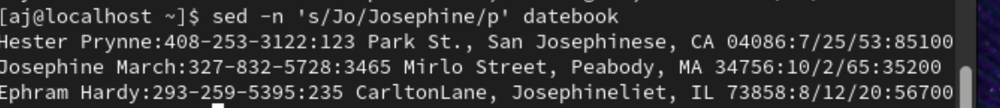 [aj@localhost ~]$ sed -n 's/Jo/Josephine/p' datebook
Hester Prynne:408-253-3122:123 Park St., San Josephinese, CA 04086:7/25/53:85100
Josephine March:327-832-5728:3465 Mirlo Street, Peabody, MA 34756:10/2/65:35200
Ephram Hardy:293-259-5395:235 CarltonLane, Josephineliet, IL 73858:8/12/20:56700